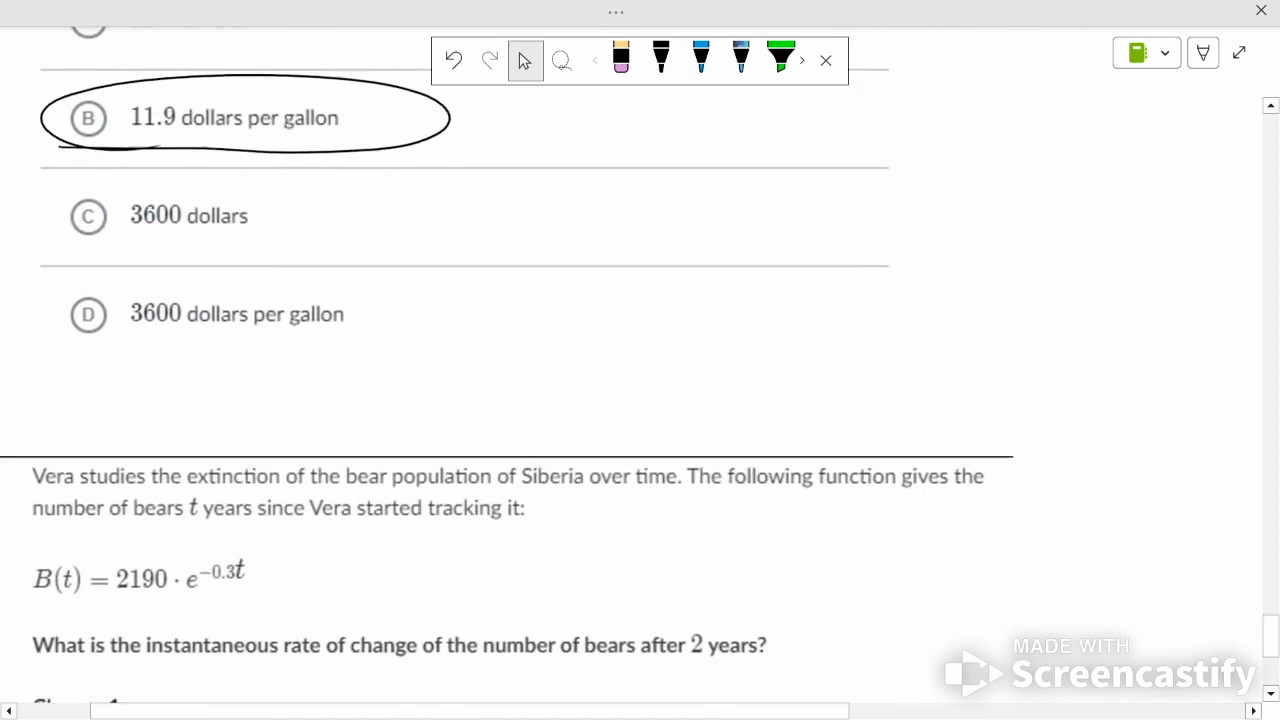 B 11.9 dollars per gallon
C 3600 dollars
D 3600 dollars per gallon
Vera studies the extinction of the bear population of Siberia over time. The following function gives the
number of bears t years since Vera started tracking it:
B(t) = 2190 · e^{-0.3t}
What is the instantaneous rate of change of the number of bears after 2 years?
MADE WITH
Screencastify